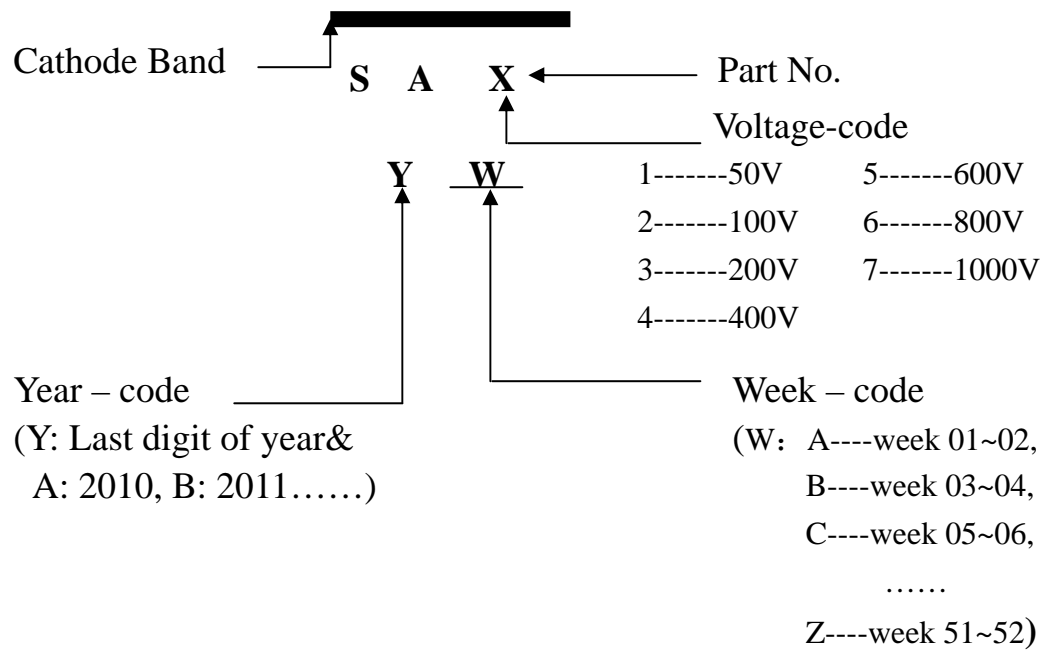 Cathode Band
S A X
Part No.
Voltage-code
Y W
1-------50V 5-------600V
2-------100V 6-------800V
3-------200V 7-------1000V
4-------400V
Year – code
(Y: Last digit of year&
A: 2010, B: 2011……)
Week – code
(W：A----week 01~02,
B----week 03~04,
C----week 05~06,
……
Z----week 51~52)